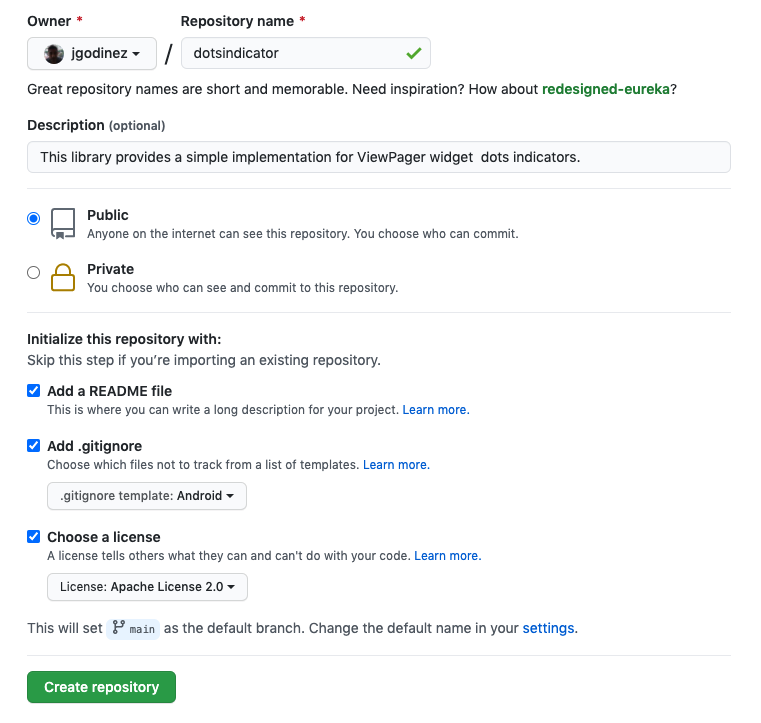 Owner * Repository name *
jgodinez / dotsindicator
Great repository names are short and memorable. Need inspiration? How about redesigned-eureka?
Description (optional)
This library provides a simple implementation for ViewPager widget  dots indicators.
Public
Anyone on the internet can see this repository. You choose who can commit.
Private
You choose who can see and commit to this repository.
Initialize this repository with:
Skip this step if you’re importing an existing repository.
Add a README file
This is where you can write a long description for your project. Learn more.
Add .gitignore
Choose which files not to track from a list of templates. Learn more.
.gitignore template: Android
Choose a license
A license tells others what they can and can't do with your code. Learn more.
License: Apache License 2.0
This will set main as the default branch. Change the default name in your settings.
Create repository